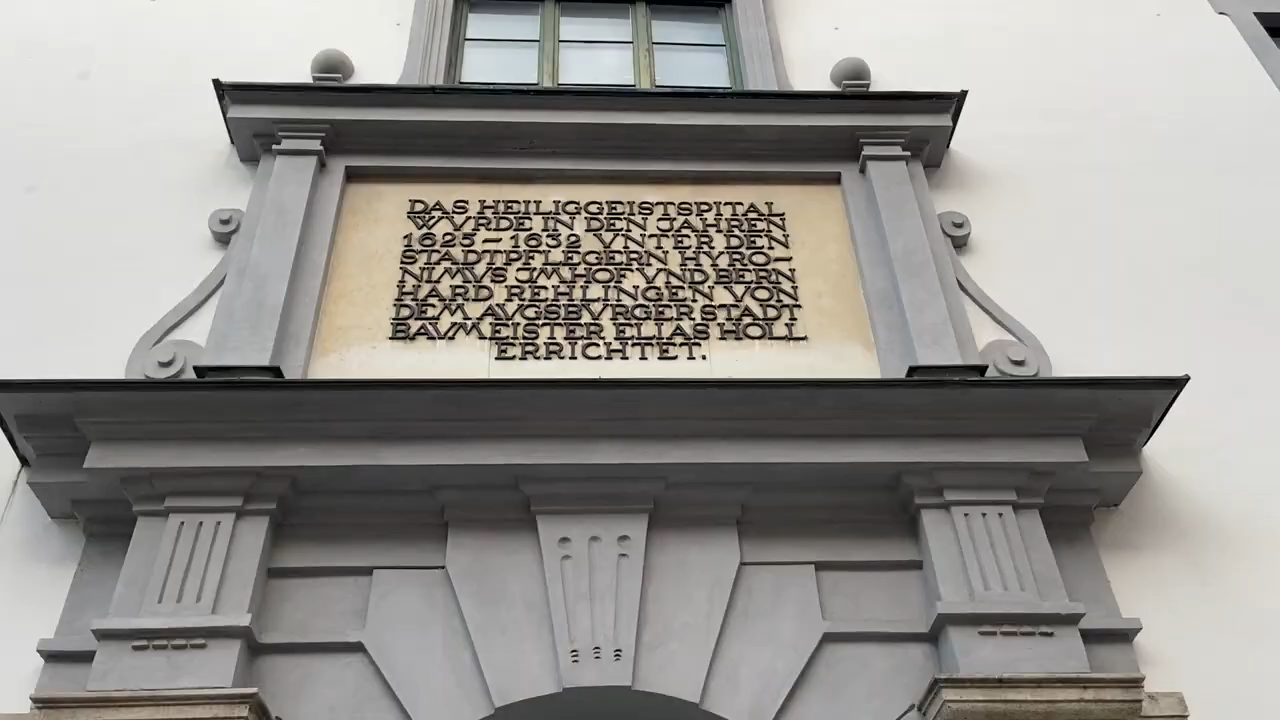 DAS HEILIGGEISTSPITAL
WVRDE IN DEN JAHREN
1625–1632 VNTER DEN
STADTPFLEGERN HYRO–
NIMVS JMHOF VND BERN
HARD REHLINGEN VON
DEM AVGSBVRGER STADT
BAVMEISTER ELIAS HOLL
ERRICHTET.